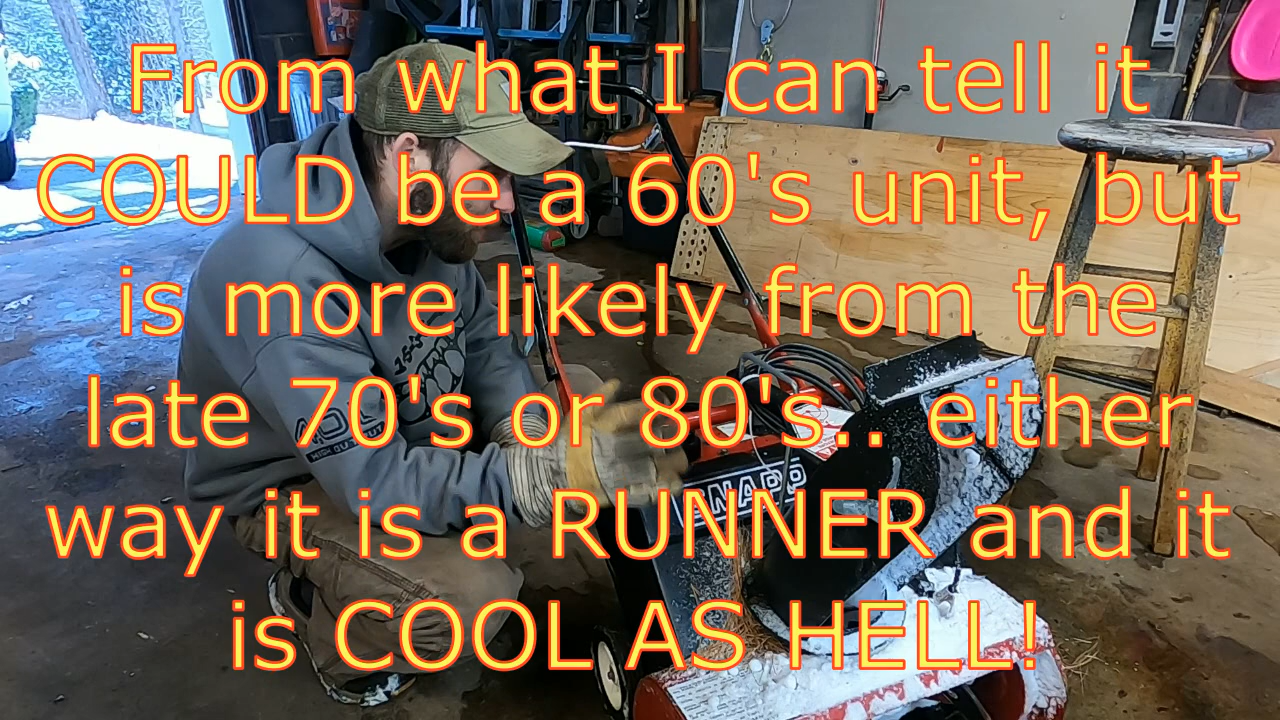 From what I can tell it
COULD be a 60's unit, but
is more likely from the
late 70's or 80's.. either
way it is a RUNNER and it
is COOL AS HELL!